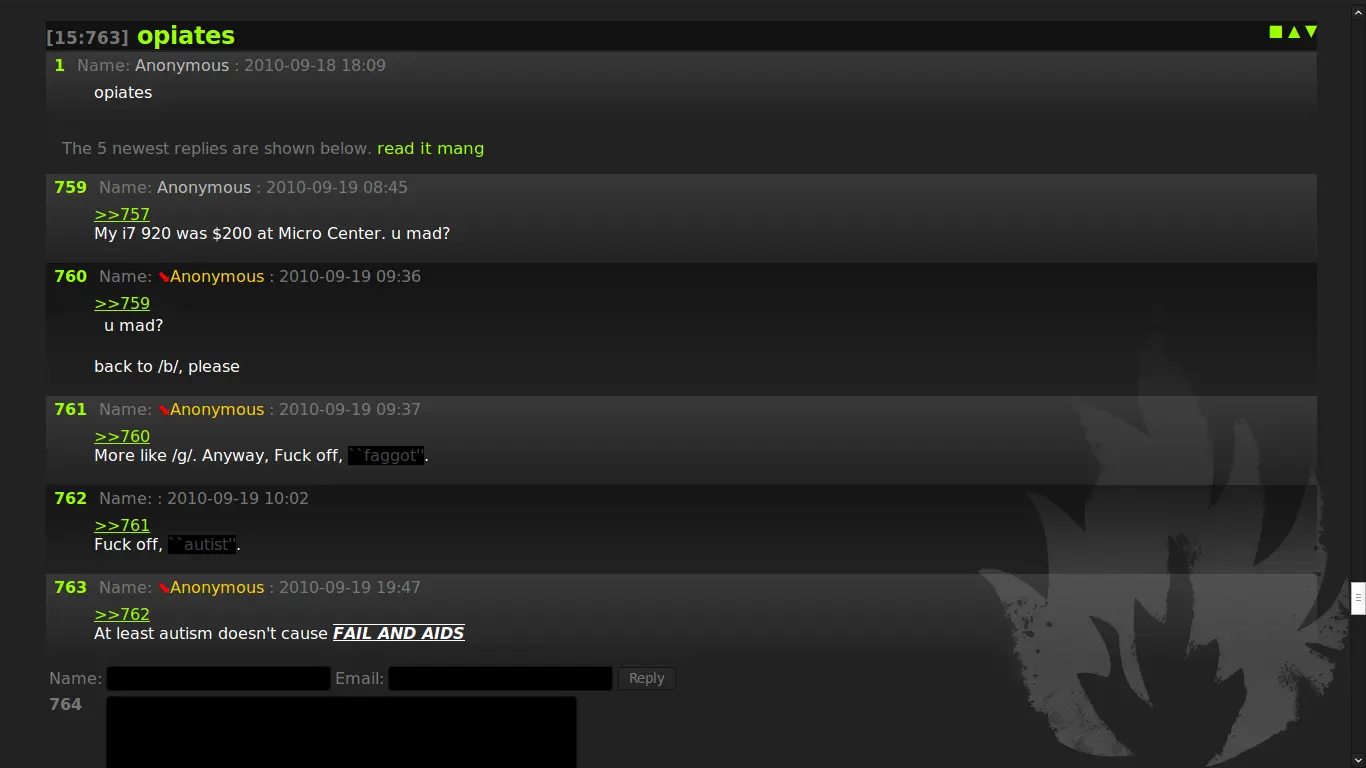 [15:763] opiates ■▲▼
1 Name: Anonymous : 2010-09-18 18:09
opiates
The 5 newest replies are shown below. read it mang
759 Name: Anonymous : 2010-09-19 08:45
>>757
My i7 920 was $200 at Micro Center. u mad?
760 Name: Anonymous : 2010-09-19 09:36
>>759
u mad?
back to /b/, please
761 Name: Anonymous : 2010-09-19 09:37
>>760
More like /g/. Anyway, Fuck off, ``faggot''.
762 Name: : 2010-09-19 10:02
>>761
Fuck off, ``autist''.
763 Name: Anonymous : 2010-09-19 19:47
>>762
At least autism doesn't cause FAIL AND AIDS
Name: Email: Reply
764